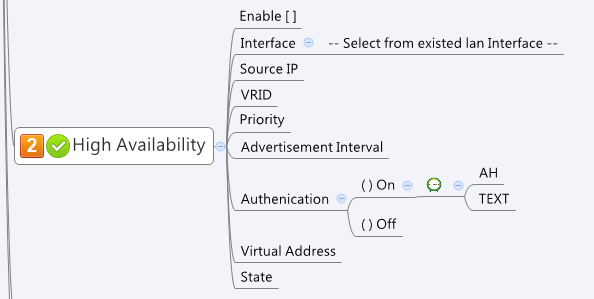 Enable [ ]
Interface -- Select from existed lan Interface --
Source IP
VRID
Priority
2 High Availability
Advertisement Interval
Authenication
( ) On
AH
TEXT
( ) Off
Virtual Address
State